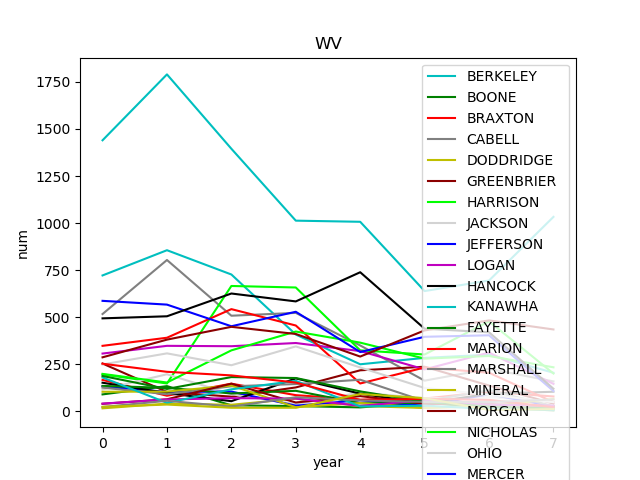 WV
num
1750
1500
1250
1000
750
500
250
0
0 1 2 3 4 5 6 7
year
BERKELEY
BOONE
BRAXTON
CABELL
DODDRIDGE
GREENBRIER
HARRISON
JACKSON
JEFFERSON
LOGAN
HANCOCK
KANAWHA
FAYETTE
MARION
MARSHALL
MINERAL
MORGAN
NICHOLAS
OHIO
MERCER